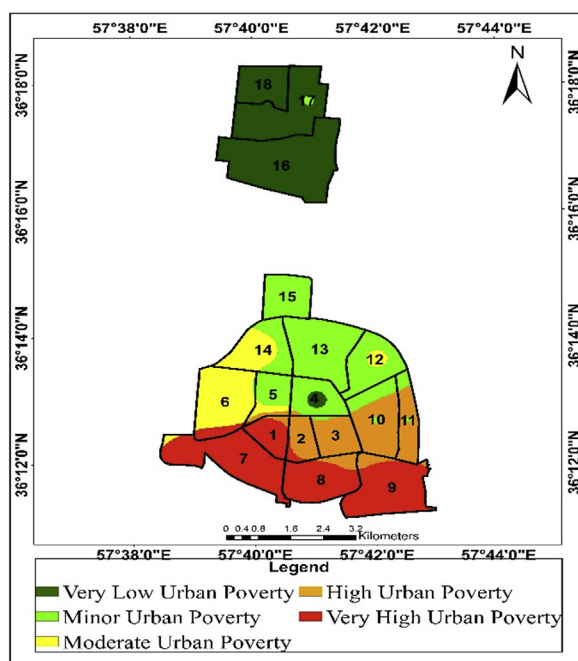 57°38'0"E 57°40'0"E 57°42'0"E 57°44'0"E
N
36°18'0"N 36°18'0"N
18
17
16
36°16'0"N 36°16'0"N
15
36°14'0"N 36°14'0"N
14 13
12
6 5 4
10 11
1 2 3
36°12'0"N 36°12'0"N
7 8 9
0 0.4 0.8 1.6 2.4 3.2
Kilometers
57°38'0"E 57°40'0"E 57°42'0"E 57°44'0"E
Legend
Very Low Urban Poverty High Urban Poverty
Minor Urban Poverty Very High Urban Poverty
Moderate Urban Poverty